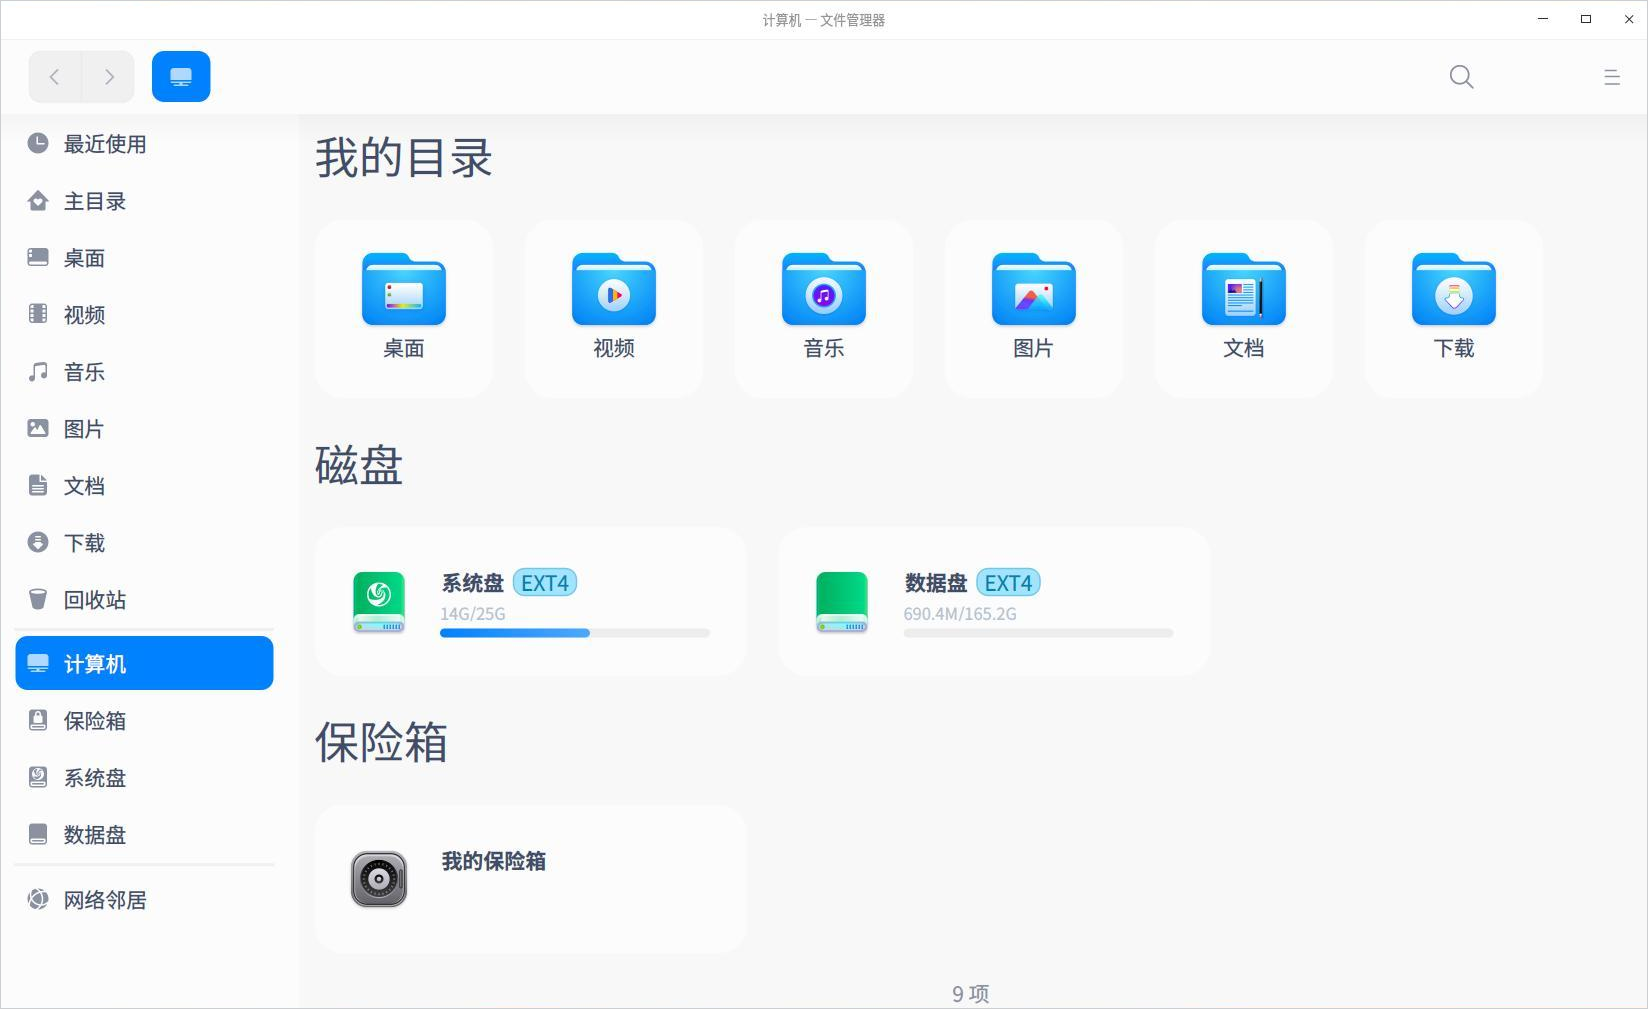 计算机 — 文件管理器
最近使用
主目录
桌面
视频
音乐
图片
文档
下载
回收站
计算机
保险箱
系统盘
数据盘
网络邻居
我的目录
桌面
视频
音乐
图片
文档
下载
磁盘
系统盘 EXT4
14G/25G
数据盘 EXT4
690.4M/165.2G
保险箱
我的保险箱
9 项